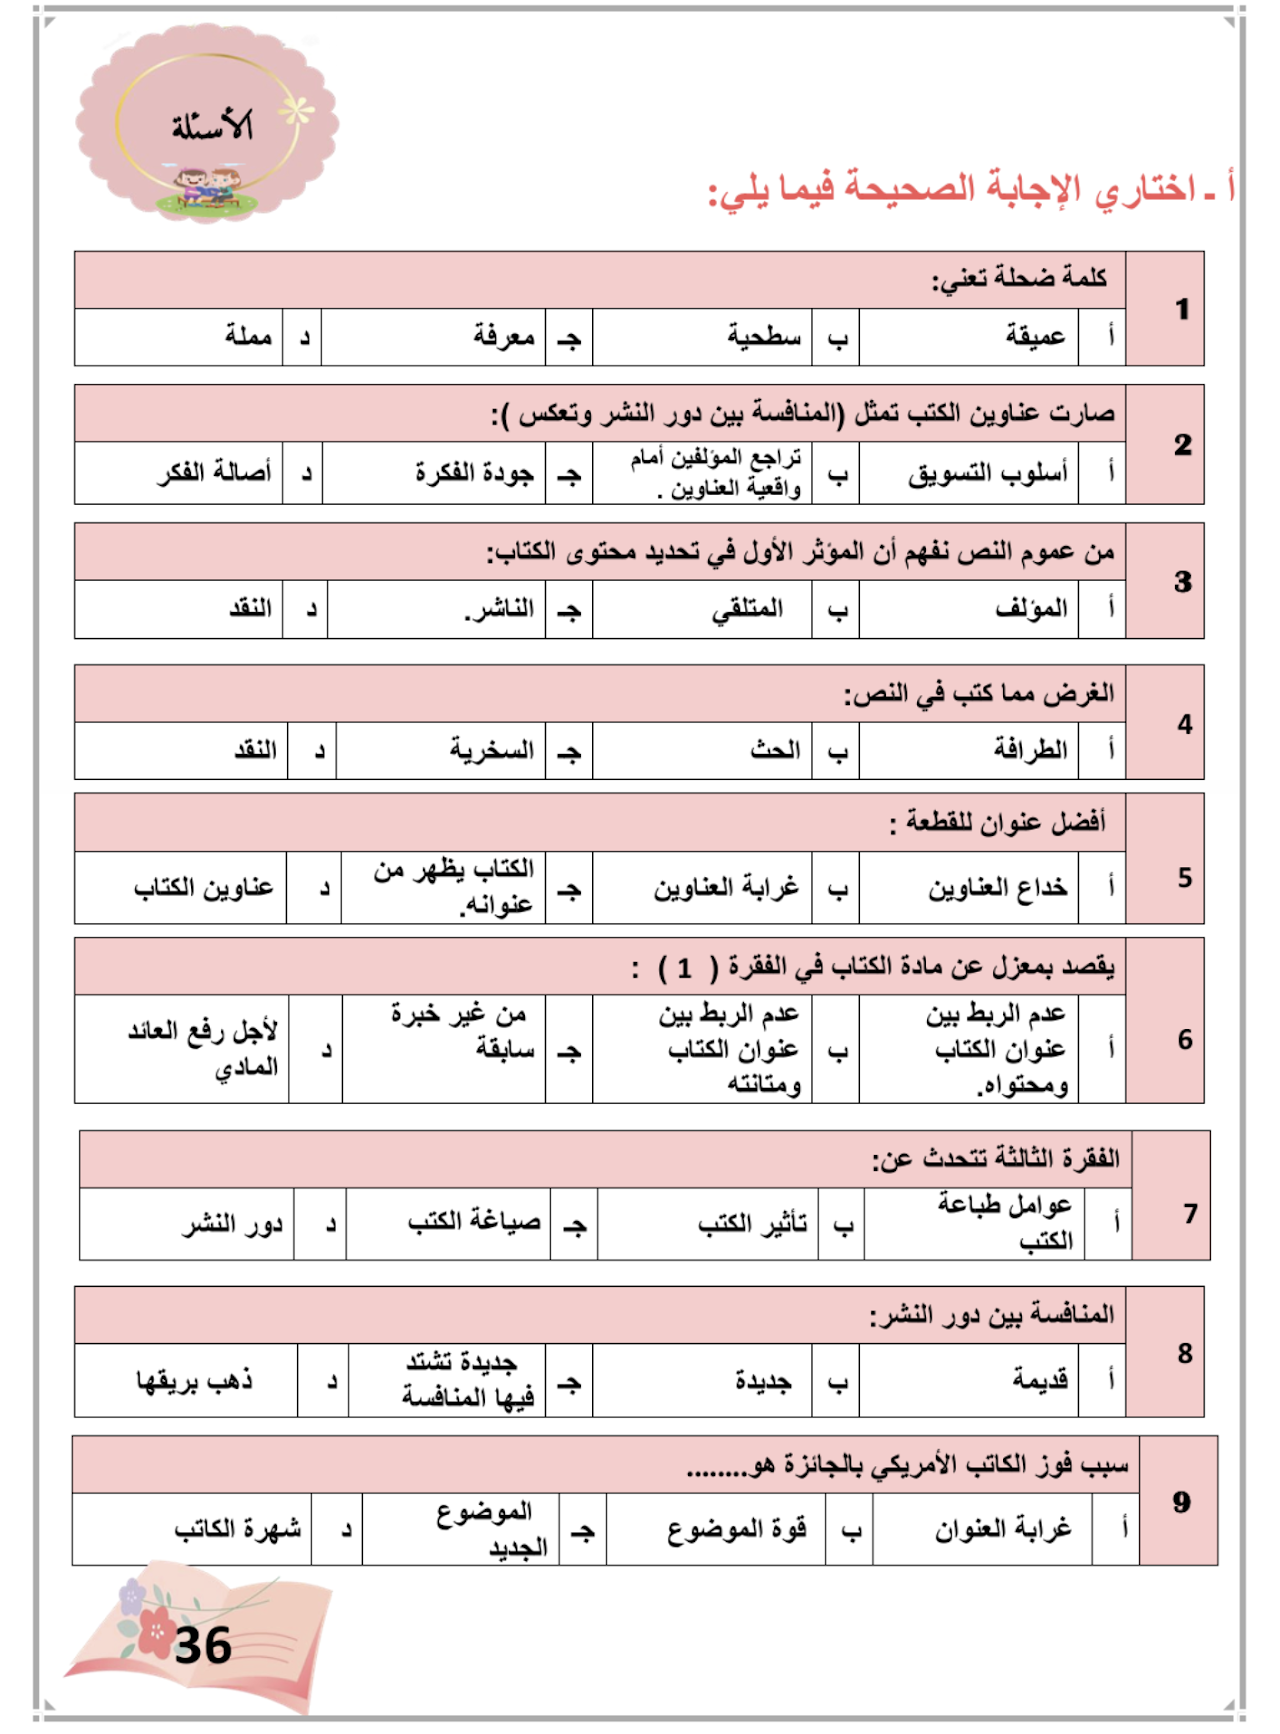 الأسئلة
أ ـ اختاري الإجابة الصحيحة فيما يلي:
1
كلمة ضحلة تعني:
أ عميقة ب سطحية جـ معرفة د مملة
2
صارت عناوين الكتب تمثل (المنافسة بين دور النشر وتعكس ):
أ أسلوب التسويق ب تراجع المؤلفين أمام
واقعية العناوين . جـ جودة الفكرة د أصالة الفكر
3
من عموم النص نفهم أن المؤثر الأول في تحديد محتوى الكتاب:
أ المؤلف ب المتلقي جـ الناشر. د النقد
4
الغرض مما كتب في النص:
أ الطرافة ب الحث جـ السخرية د النقد
5
أفضل عنوان للقطعة :
أ خداع العناوين ب غرابة العناوين جـ الكتاب يظهر من
عنوانه. د عناوين الكتاب
6
يقصد بمعزل عن مادة الكتاب في الفقرة ( 1 ) :
أ عدم الربط بين
عنوان الكتاب
ومحتواه.
ب عدم الربط بين
عنوان الكتاب
ومتانته
جـ من غير خبرة
سابقة
د لأجل رفع العائد
المادي
7
الفقرة الثالثة تتحدث عن:
أ عوامل طباعة
الكتب
ب تأثير الكتب جـ صياغة الكتب د دور النشر
8
المنافسة بين دور النشر:
أ قديمة ب جديدة جـ جديدة تشتد
فيها المنافسة
د ذهب بريقها
9
سبب فوز الكاتب الأمريكي بالجائزة هو........
أ غرابة العنوان ب قوة الموضوع جـ الموضوع
الجديد
د شهرة الكاتب
36